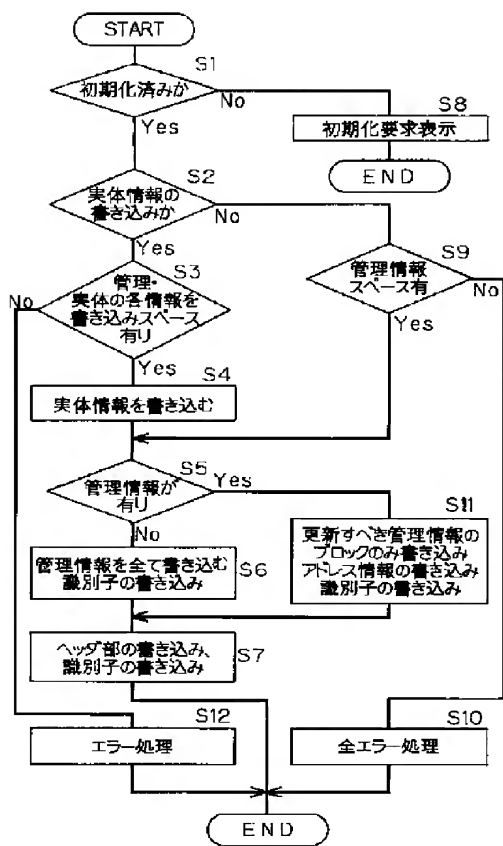 START
S1
初期化済みか
No
Yes
S8
初期化要求表示
END
S2
実体情報の
書き込みか
No
Yes
S3
管理・
実体の各情報を
書き込みスペース
有り
No
Yes
S9
管理情報
スペース有
No
Yes
S4
実体情報を書き込む
S5
管理情報が
有り
Yes
No
S11
更新すべき管理情報の
ブロックのみ書き込み
アドレス情報の書き込み
識別子の書き込み
管理情報を全て書き込む
識別子の書き込み
S6
ヘッダ部の書き込み、
識別子の書き込み
S7
S12
エラー処理
S10
全エラー処理
END